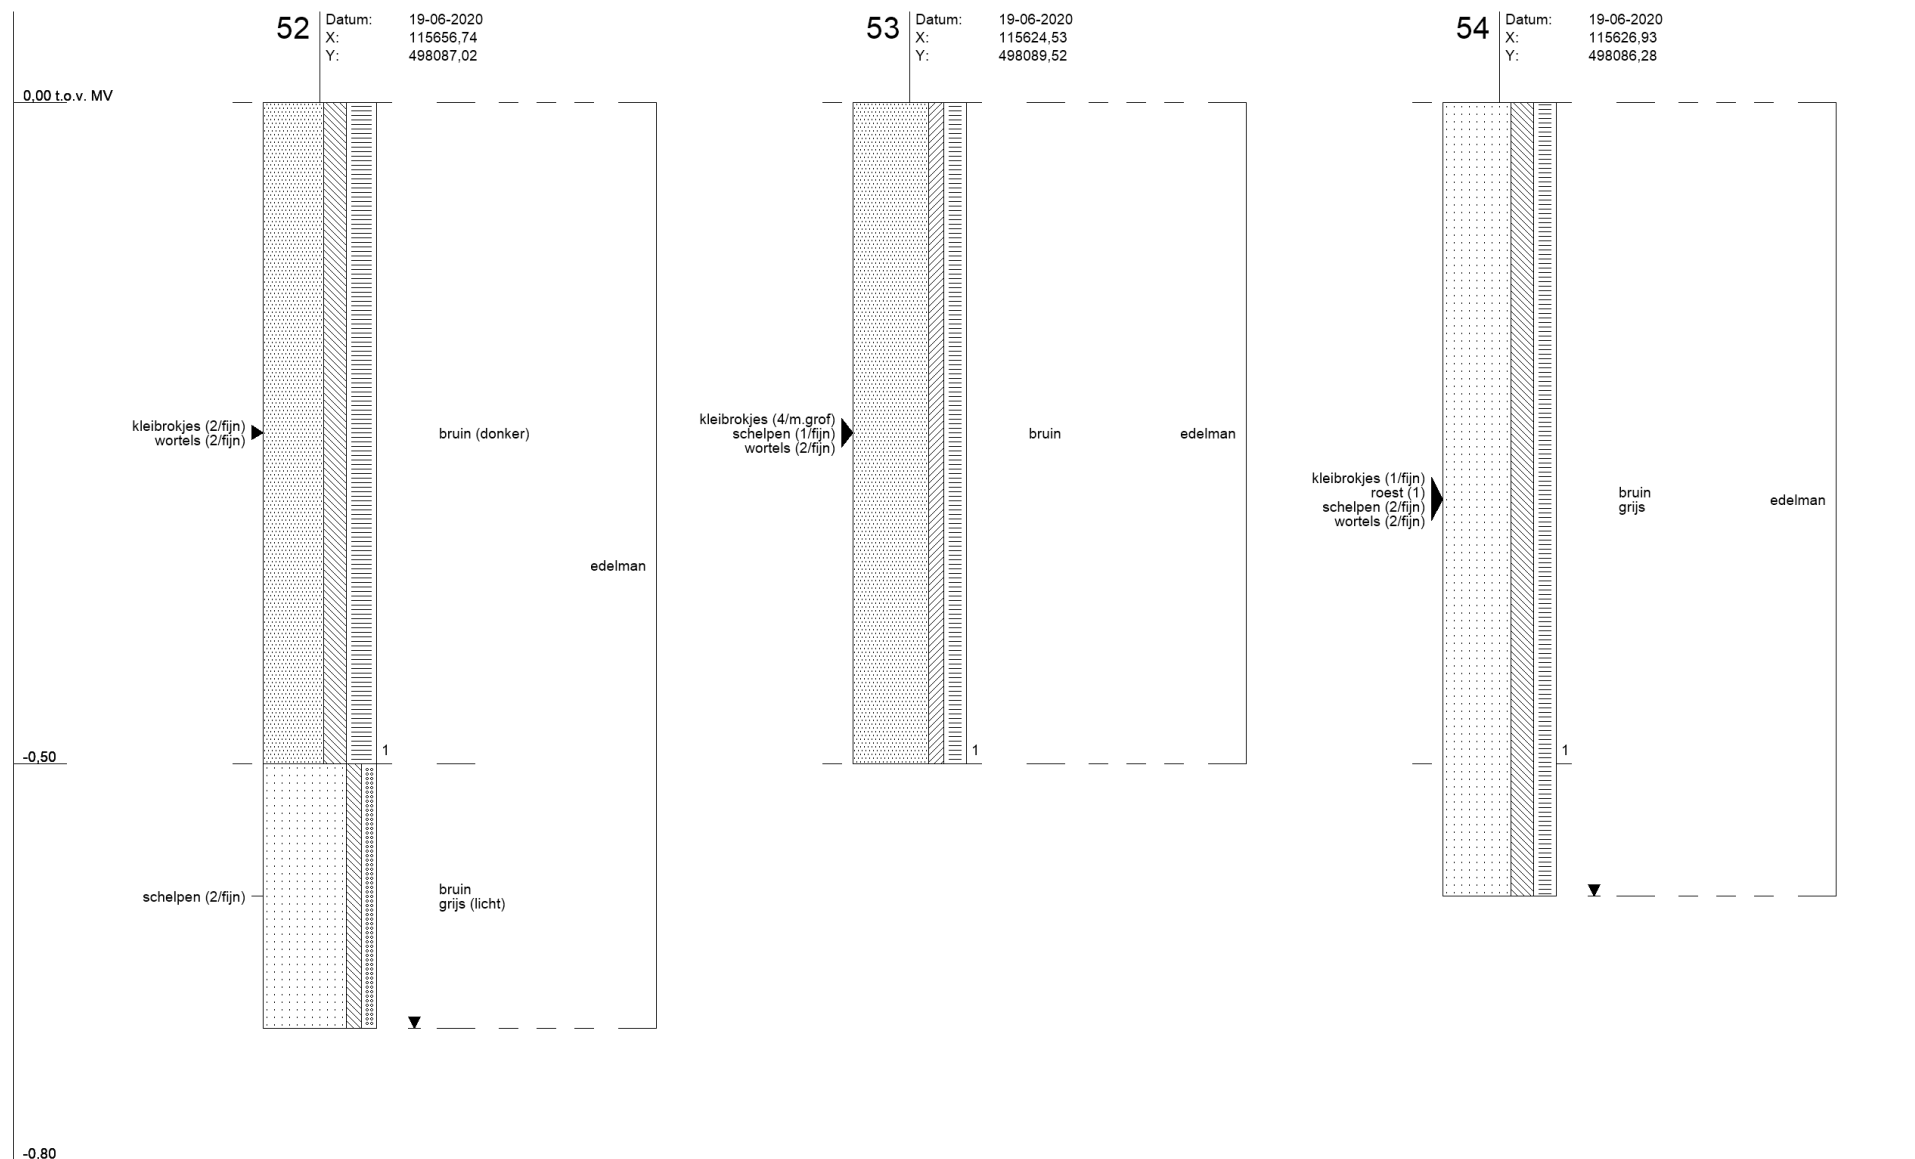 52
Datum: 19-06-2020
X: 115656,74
Y: 498087,02
53
Datum: 19-06-2020
X: 115624,53
Y: 498089,52
54
Datum: 19-06-2020
X: 115626,93
Y: 498086,28
0,00 t.o.v. MV
-0,50
-0,80
kleibrokjes (2/fijn)
wortels (2/fijn)
bruin (donker)
edelman
1
schelpen (2/fijn)
bruin
grijs (licht)
kleibrokjes (4/m.grof)
schelpen (1/fijn)
wortels (2/fijn)
bruin
edelman
1
kleibrokjes (1/fijn)
roest (1)
schelpen (2/fijn)
wortels (2/fijn)
bruin
grijs
edelman
1